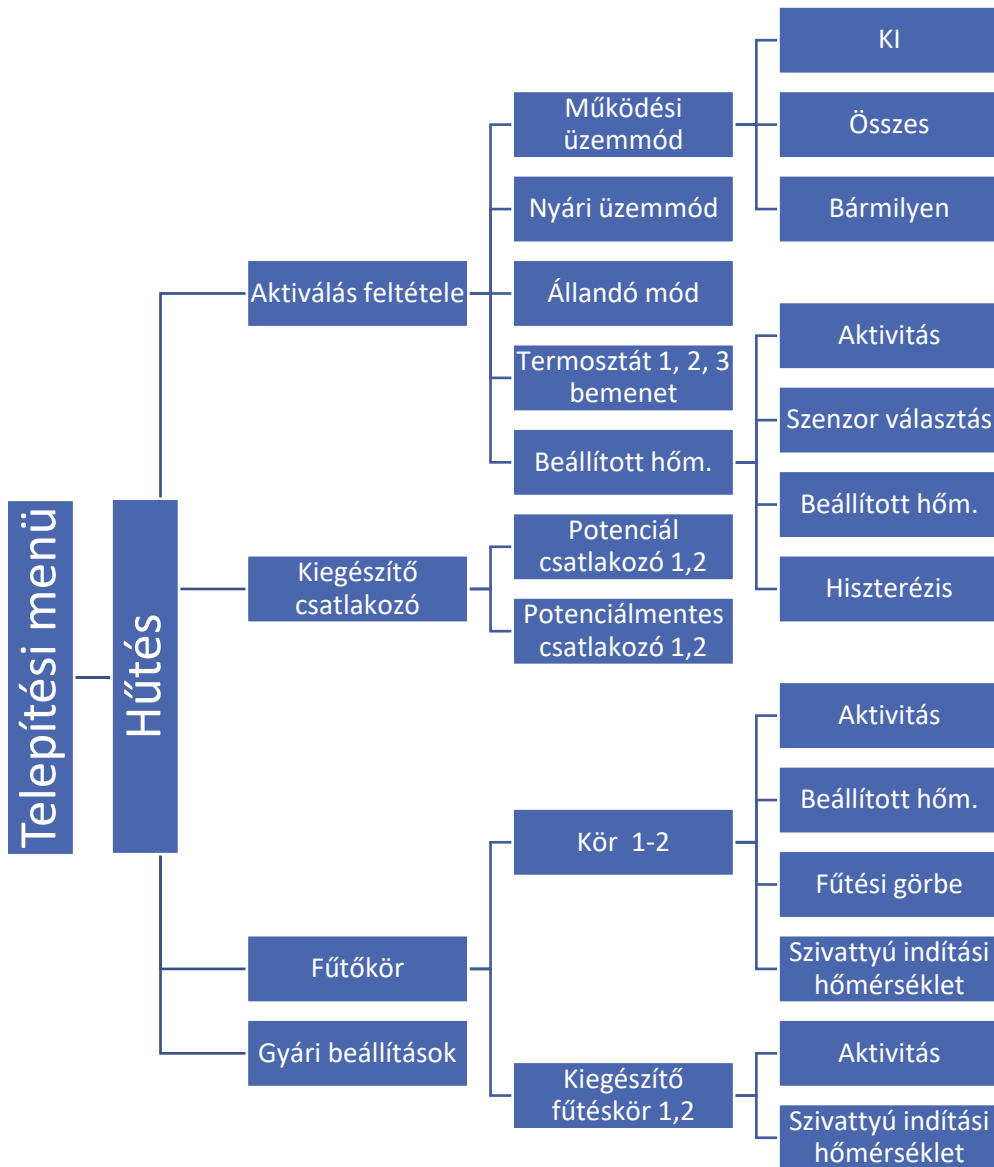 Telepítési menü
Hűtés
Aktiválás feltétele
Működési
üzemmód
KI
Összes
Bármilyen
Nyári üzemmód
Állandó mód
Termosztát 1, 2, 3
bemenet
Beállított hőm.
Aktivitás
Szenzor választás
Beállított hőm.
Hiszterézis
Kiegészítő
csatlakozó
Potenciál
csatlakozó 1,2
Potenciálmentes
csatlakozó 1,2
Fűtőkör
Kör 1-2
Aktivitás
Beállított hőm.
Fűtési görbe
Szivattyú indítási
hőmérséklet
Kiegészítő
fűtéskör 1,2
Aktivitás
Szivattyú indítási
hőmérséklet
Gyári beállítások